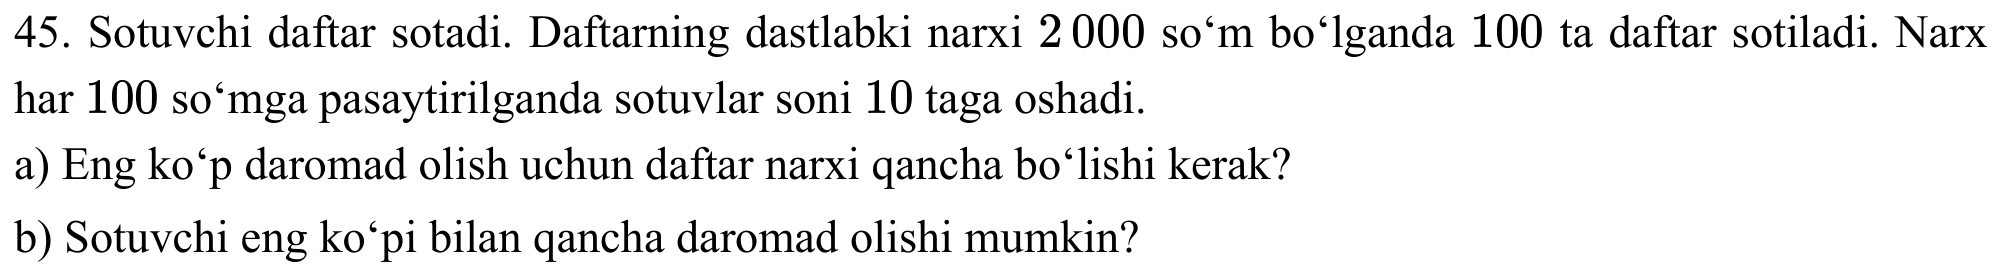 45. Sotuvchi daftar sotadi. Daftarning dastlabki narxi 2 000 so‘m bo‘lganda 100 ta daftar sotiladi. Narx
har 100 so‘mga pasaytirilganda sotuvlar soni 10 taga oshadi.
a) Eng ko‘p daromad olish uchun daftar narxi qancha bo‘lishi kerak?
b) Sotuvchi eng ko‘pi bilan qancha daromad olishi mumkin?